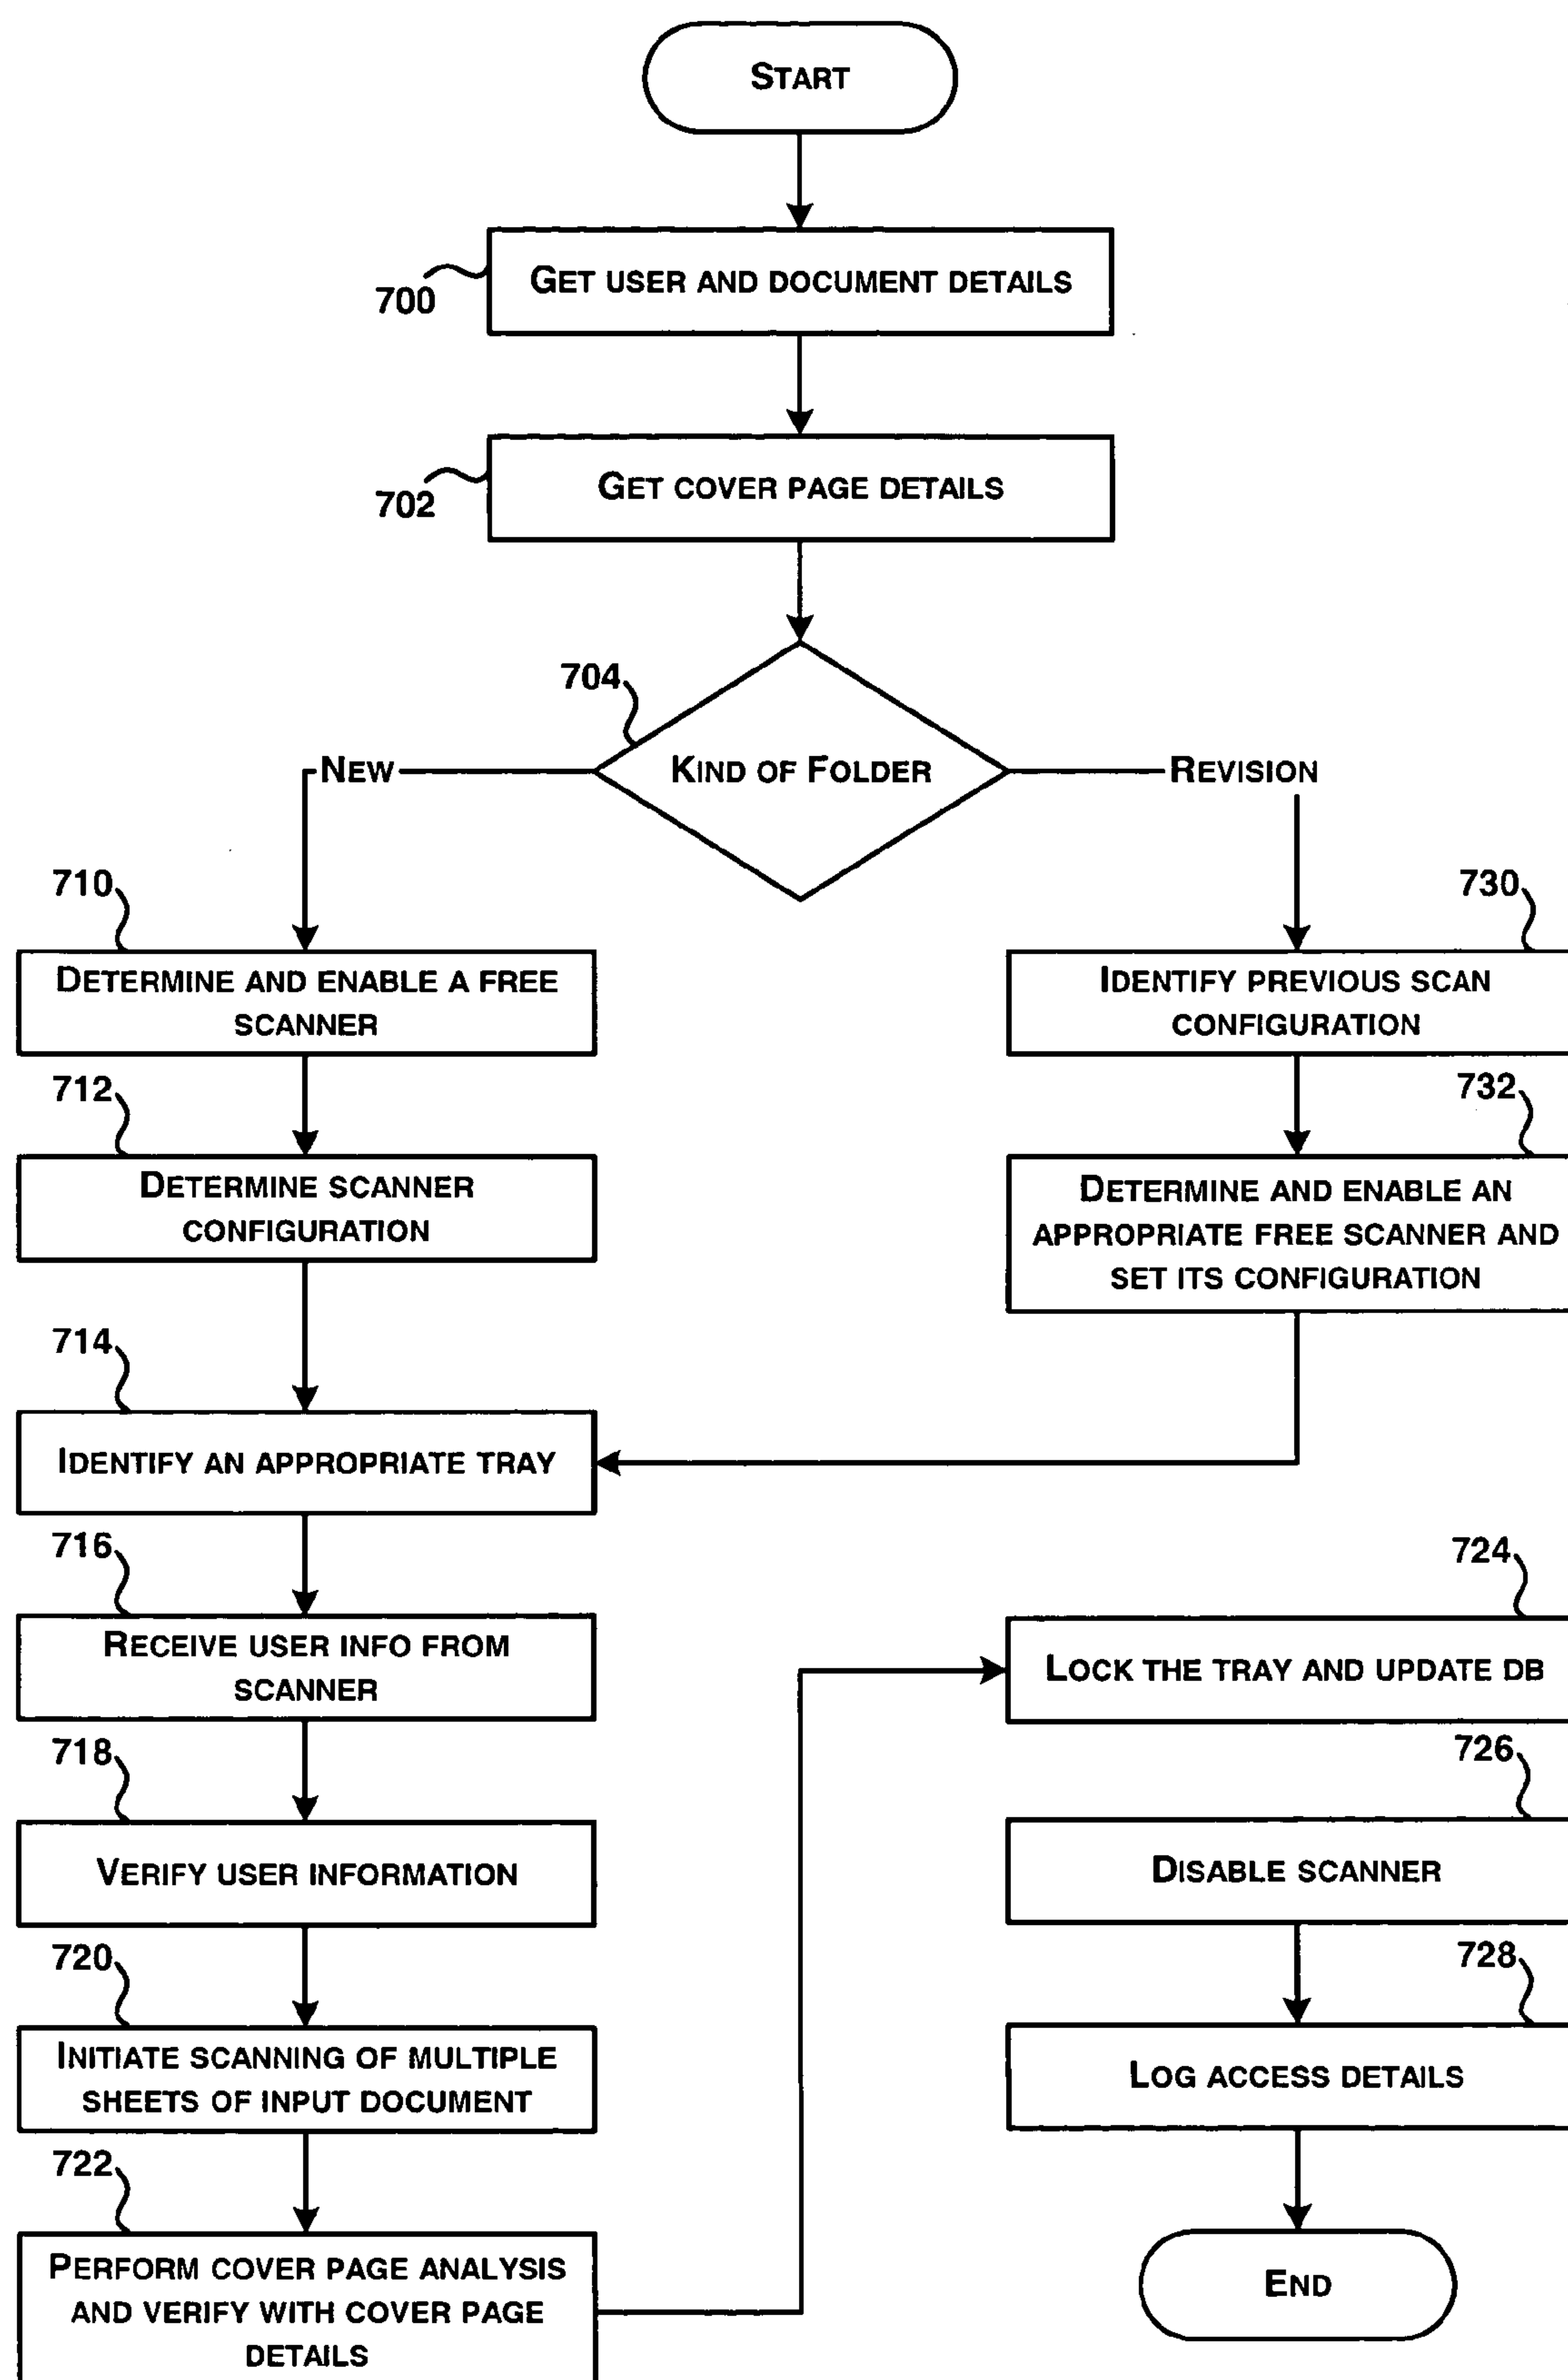 START
700
GET USER AND DOCUMENT DETAILS
702
GET COVER PAGE DETAILS
704
KIND OF FOLDER
NEW
REVISION
710
DETERMINE AND ENABLE A FREE
SCANNER
712
DETERMINE SCANNER
CONFIGURATION
730
IDENTIFY PREVIOUS SCAN
CONFIGURATION
732
DETERMINE AND ENABLE AN
APPROPRIATE FREE SCANNER AND
SET ITS CONFIGURATION
714
IDENTIFY AN APPROPRIATE TRAY
716
RECEIVE USER INFO FROM
SCANNER
718
VERIFY USER INFORMATION
720
INITIATE SCANNING OF MULTIPLE
SHEETS OF INPUT DOCUMENT
722
PERFORM COVER PAGE ANALYSIS
AND VERIFY WITH COVER PAGE
DETAILS
724
LOCK THE TRAY AND UPDATE DB
726
DISABLE SCANNER
728
LOG ACCESS DETAILS
END